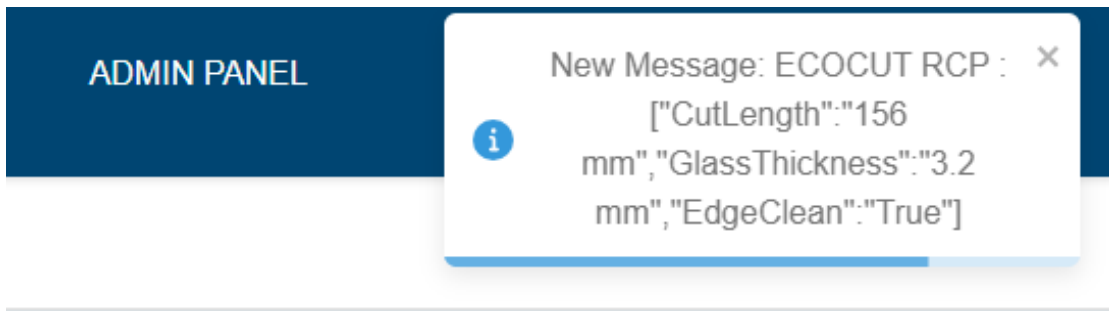 ADMIN PANEL
New Message: ECOCUT RCP :
["CutLength":"156
mm","GlassThickness":"3.2
mm","EdgeClean":"True"]